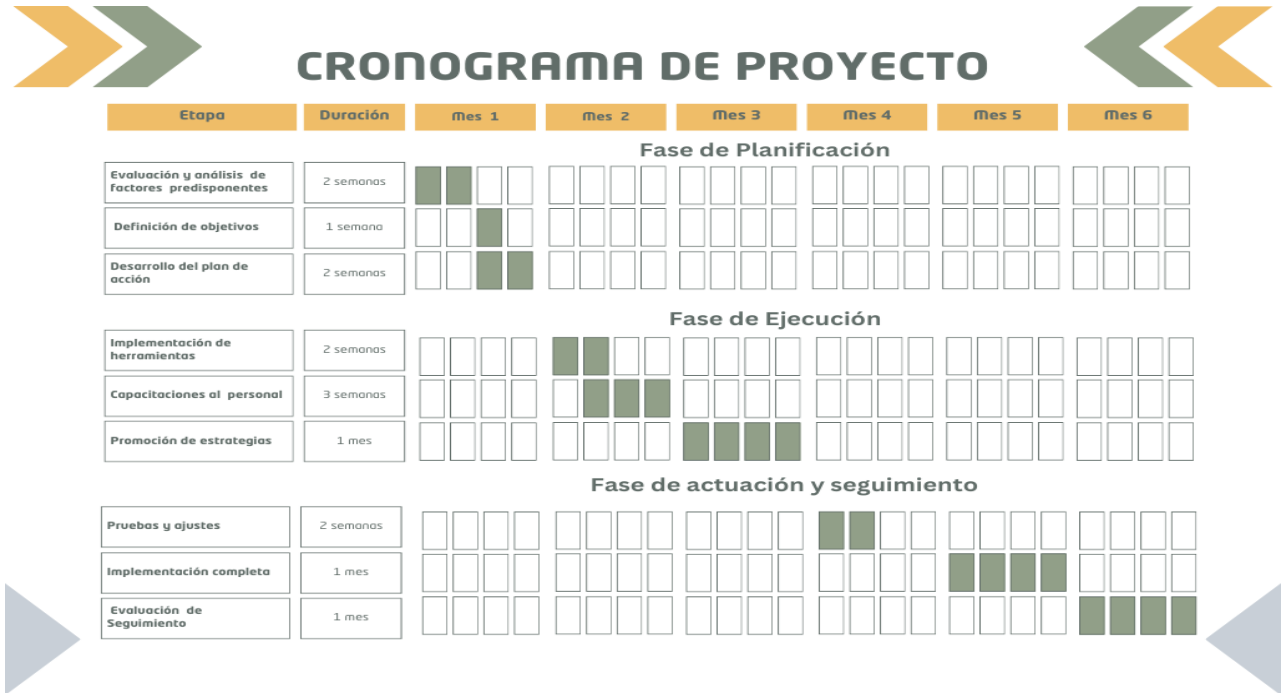 CRONOGRAMA DE PROYECTO
Etapa Duración Mes 1 Mes 2 Mes 3 Mes 4 Mes 5 Mes 6
Fase de Planificación
Evaluación y análisis de
factores predisponentes
2 semanas
Definición de objetivos
1 semana
Desarrollo del plan de
acción
2 semanas
Fase de Ejecución
Implementación de
herramientas
2 semanas
Capacitaciones al personal
3 semanas
Promoción de estrategias
1 mes
Fase de actuación y seguimiento
Pruebas y ajustes
2 semanas
Implementación completa
1 mes
Evaluación de
Seguimiento
1 mes